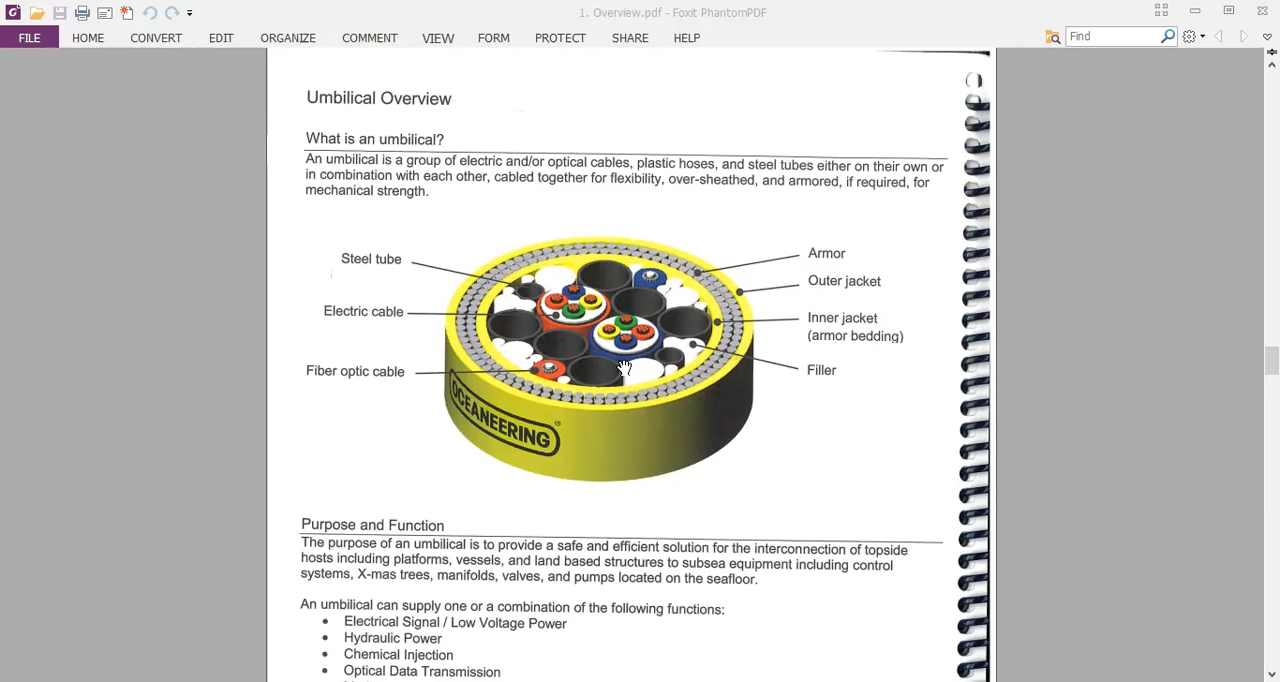 1. Overview.pdf - Foxit PhantomPDF
FILE HOME CONVERT EDIT ORGANIZE COMMENT VIEW FORM PROTECT SHARE HELP
Find
Umbilical Overview
What is an umbilical?
An umbilical is a group of electric and/or optical cables, plastic hoses, and steel tubes either on their own or
in combination with each other, cabled together for flexibility, over-sheathed, and armored, if required, for
mechanical strength.
Steel tube
Electric cable
Fiber optic cable
Armor
Outer jacket
Inner jacket
(armor bedding)
Filler
OCEANEERING®
Purpose and Function
The purpose of an umbilical is to provide a safe and efficient solution for the interconnection of topside
hosts including platforms, vessels, and land based structures to subsea equipment including control
systems, X-mas trees, manifolds, valves, and pumps located on the seafloor.
An umbilical can supply one or a combination of the following functions:
• Electrical Signal / Low Voltage Power
• Hydraulic Power
• Chemical Injection
• Optical Data Transmission